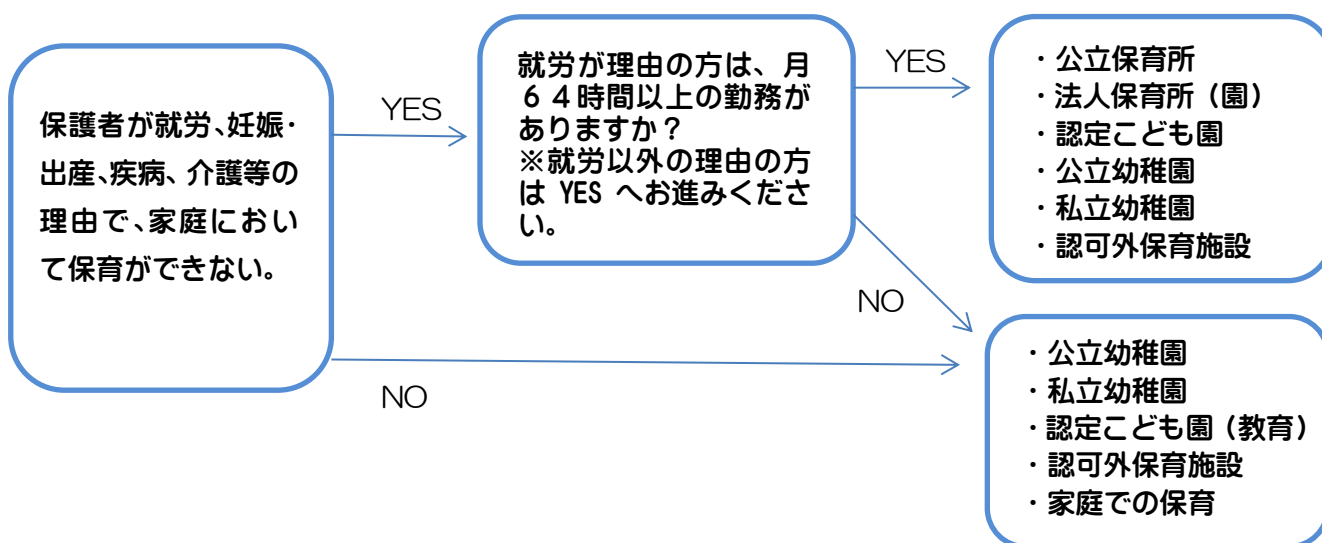 保護者が就労、妊娠・
出産、疾病、介護等の
理由で、家庭におい
て保育ができない。
YES
NO
就労が理由の方は、月
６４時間以上の勤務が
ありますか？
※就労以外の理由の方
は YES へお進みくださ
い。
YES
NO
・公立保育所
・法人保育所（園）
・認定こども園
・公立幼稚園
・私立幼稚園
・認可外保育施設
・公立幼稚園
・私立幼稚園
・認定こども園（教育）
・認可外保育施設
・家庭での保育